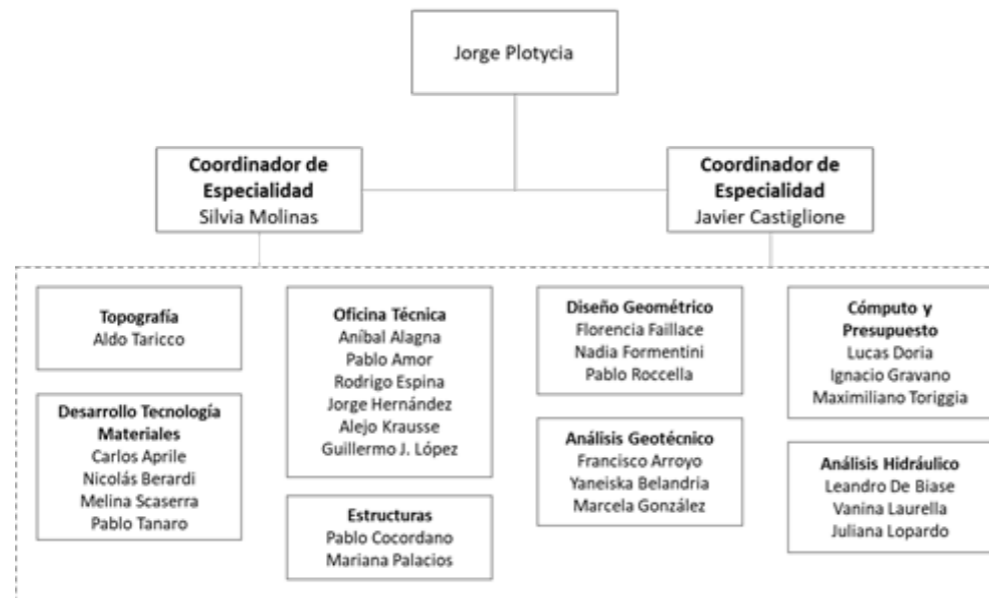 Jorge Plotycia
Coordinador de
Especialidad
Silvia Molinas
Coordinador de
Especialidad
Javier Castiglione
Topografía
Aldo Taricco
Desarrollo Tecnología
Materiales
Carlos Aprile
Nicolás Berardi
Melina Scaserra
Pablo Tanaro
Oficina Técnica
Aníbal Alagna
Pablo Amor
Rodrigo Espina
Jorge Hernández
Alejo Krausse
Guillermo J. López
Estructuras
Pablo Cocordano
Mariana Palacios
Diseño Geométrico
Florencia Faillace
Nadia Formentini
Pablo Roccella
Análisis Geotécnico
Francisco Arroyo
Yaneiska Belandria
Marcela González
Cómputo y
Presupuesto
Lucas Doria
Ignacio Gravano
Maximiliano Toriggia
Análisis Hidráulico
Leandro De Biase
Vanina Laurella
Juliana Lopardo